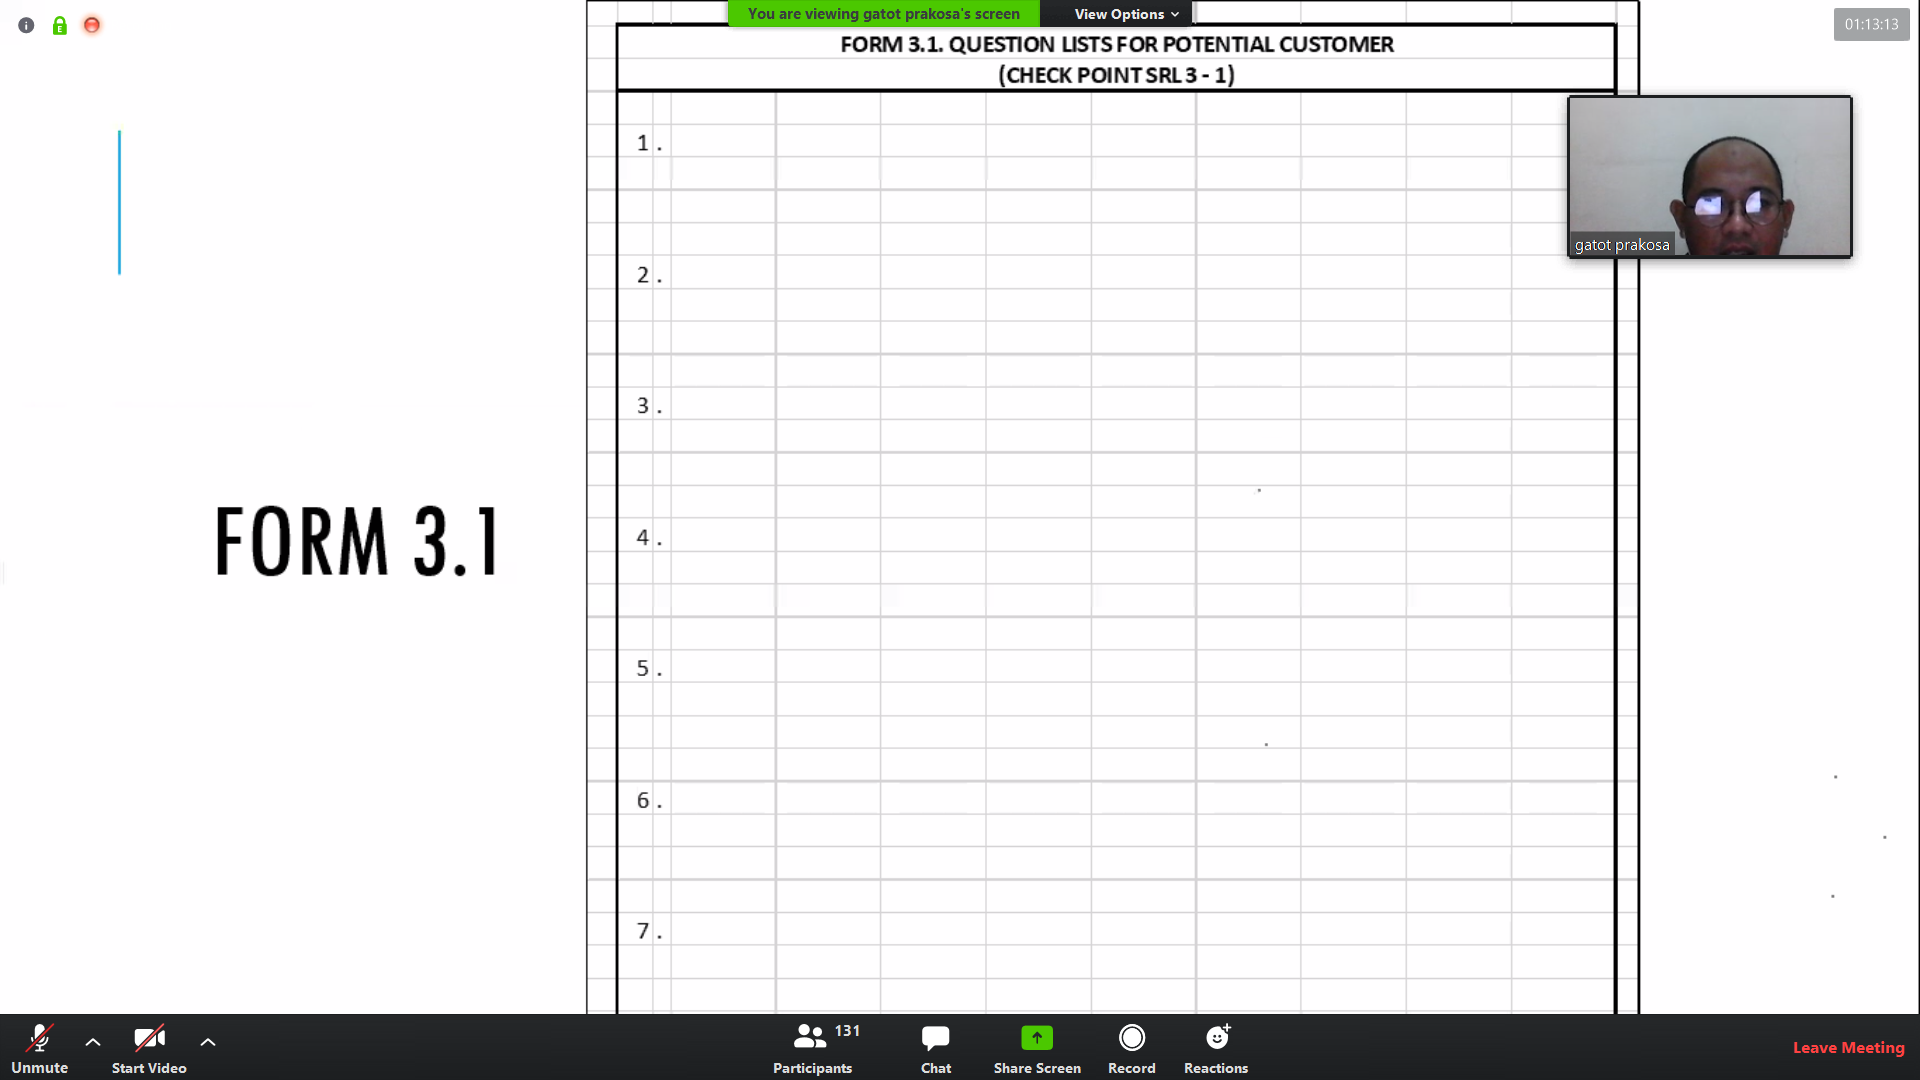 You are viewing gatot prakosa's screen
View Options
01:13:13
FORM 3.1. QUESTION LISTS FOR POTENTIAL CUSTOMER
(CHECK POINT SRL 3 - 1)
1.
2.
3.
4.
5.
6.
7.
gatot prakosa
FORM 3.1
Unmute
Start Video
131
Participants
Chat
Share Screen
Record
Reactions
Leave Meeting